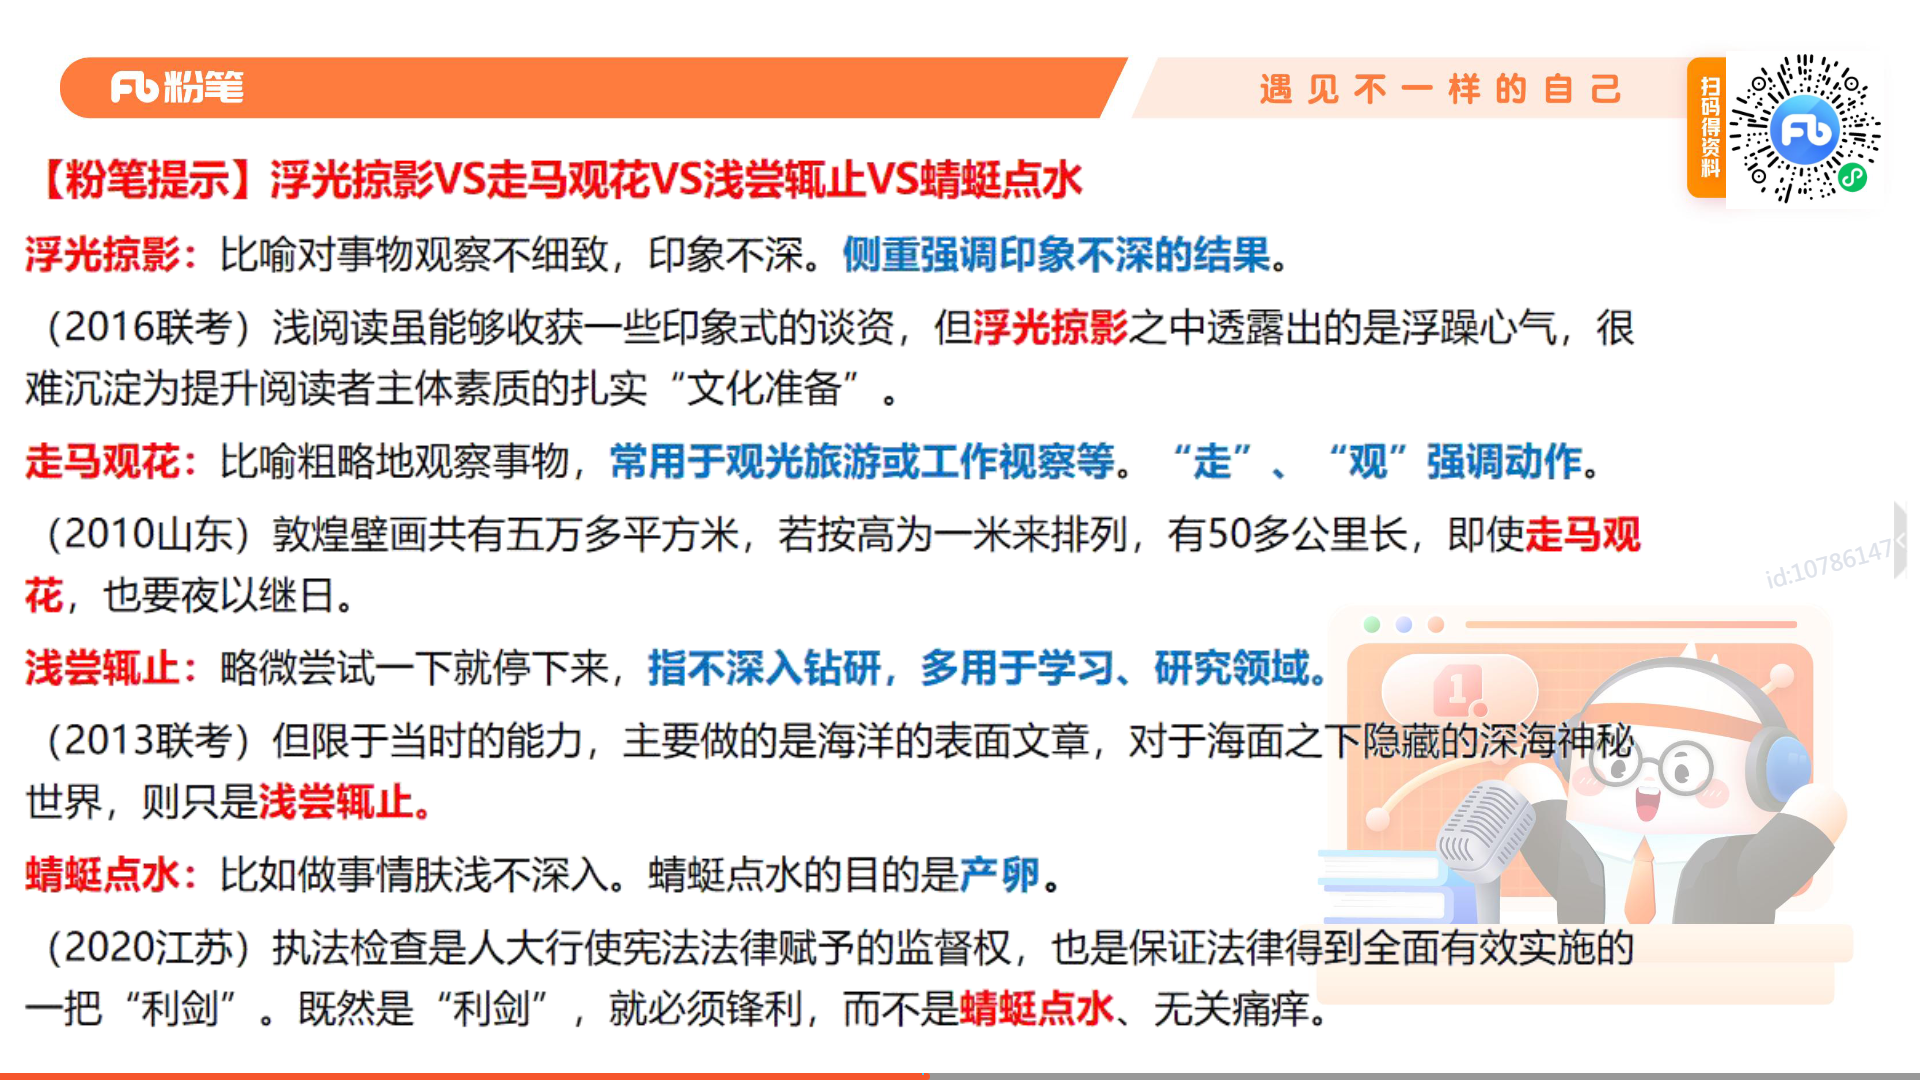 粉笔
遇见不一样的自己
扫码得资料
【粉笔提示】浮光掠影VS走马观花VS浅尝辄止VS蜻蜓点水
浮光掠影：比喻对事物观察不细致，印象不深。侧重强调印象不深的结果。
（2016联考）浅阅读虽能够收获一些印象式的谈资，但浮光掠影之中透露出的是浮躁心气，很
难沉淀为提升阅读者主体素质的扎实“文化准备”。
走马观花：比喻粗略地观察事物，常用于观光旅游或工作视察等。“走”、“观”强调动作。
（2010山东）敦煌壁画共有五万多平方米，若按高为一米来排列，有50多公里长，即使走马观
花，也要夜以继日。
浅尝辄止：略微尝试一下就停下来，指不深入钻研，多用于学习、研究领域。
（2013联考）但限于当时的能力，主要做的是海洋的表面文章，对于海面之下隐藏的深海神秘
世界，则只是浅尝辄止。
蜻蜓点水：比如做事情肤浅不深入。蜻蜓点水的目的是产卵。
（2020江苏）执法检查是人大行使宪法法律赋予的监督权，也是保证法律得到全面有效实施的
一把“利剑”。既然是“利剑”，就必须锋利，而不是蜻蜓点水、无关痛痒。
id:10786147
1